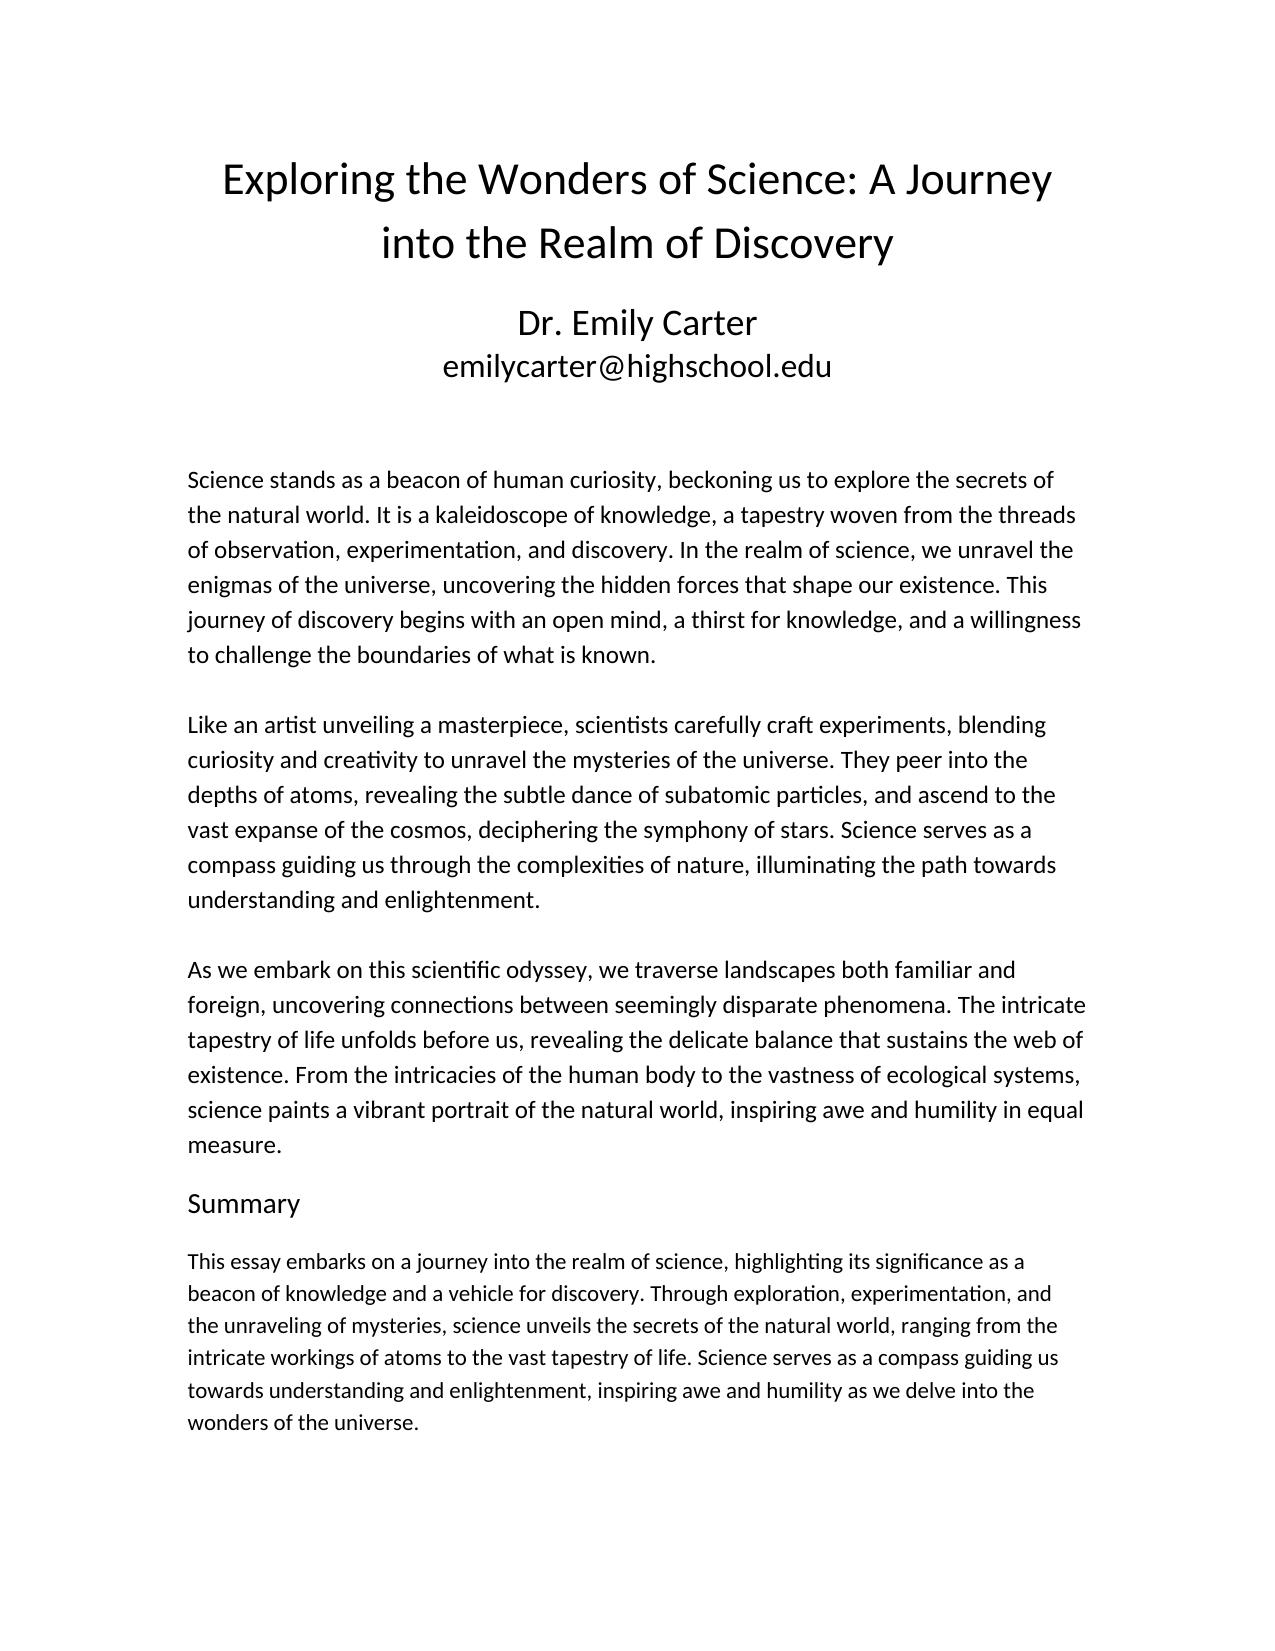 Exploring the Wonders of Science: A Journey
into the Realm of Discovery
Dr. Emily Carter
emilycarter@highschool.edu
Science stands as a beacon of human curiosity, beckoning us to explore the secrets of
the natural world. It is a kaleidoscope of knowledge, a tapestry woven from the threads
of observation, experimentation, and discovery. In the realm of science, we unravel the
enigmas of the universe, uncovering the hidden forces that shape our existence. This
journey of discovery begins with an open mind, a thirst for knowledge, and a willingness
to challenge the boundaries of what is known.
Like an artist unveiling a masterpiece, scientists carefully craft experiments, blending
curiosity and creativity to unravel the mysteries of the universe. They peer into the
depths of atoms, revealing the subtle dance of subatomic particles, and ascend to the
vast expanse of the cosmos, deciphering the symphony of stars. Science serves as a
compass guiding us through the complexities of nature, illuminating the path towards
understanding and enlightenment.
As we embark on this scientific odyssey, we traverse landscapes both familiar and
foreign, uncovering connections between seemingly disparate phenomena. The intricate
tapestry of life unfolds before us, revealing the delicate balance that sustains the web of
existence. From the intricacies of the human body to the vastness of ecological systems,
science paints a vibrant portrait of the natural world, inspiring awe and humility in equal
measure.
Summary
This essay embarks on a journey into the realm of science, highlighting its significance as a
beacon of knowledge and a vehicle for discovery. Through exploration, experimentation, and
the unraveling of mysteries, science unveils the secrets of the natural world, ranging from the
intricate workings of atoms to the vast tapestry of life. Science serves as a compass guiding us
towards understanding and enlightenment, inspiring awe and humility as we delve into the
wonders of the universe.